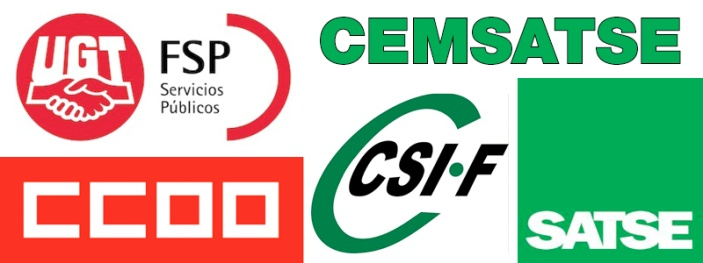 UGT
FSP
Servicios
Públicos
CEMSATSE
CCOO
CSI·F
SATSE